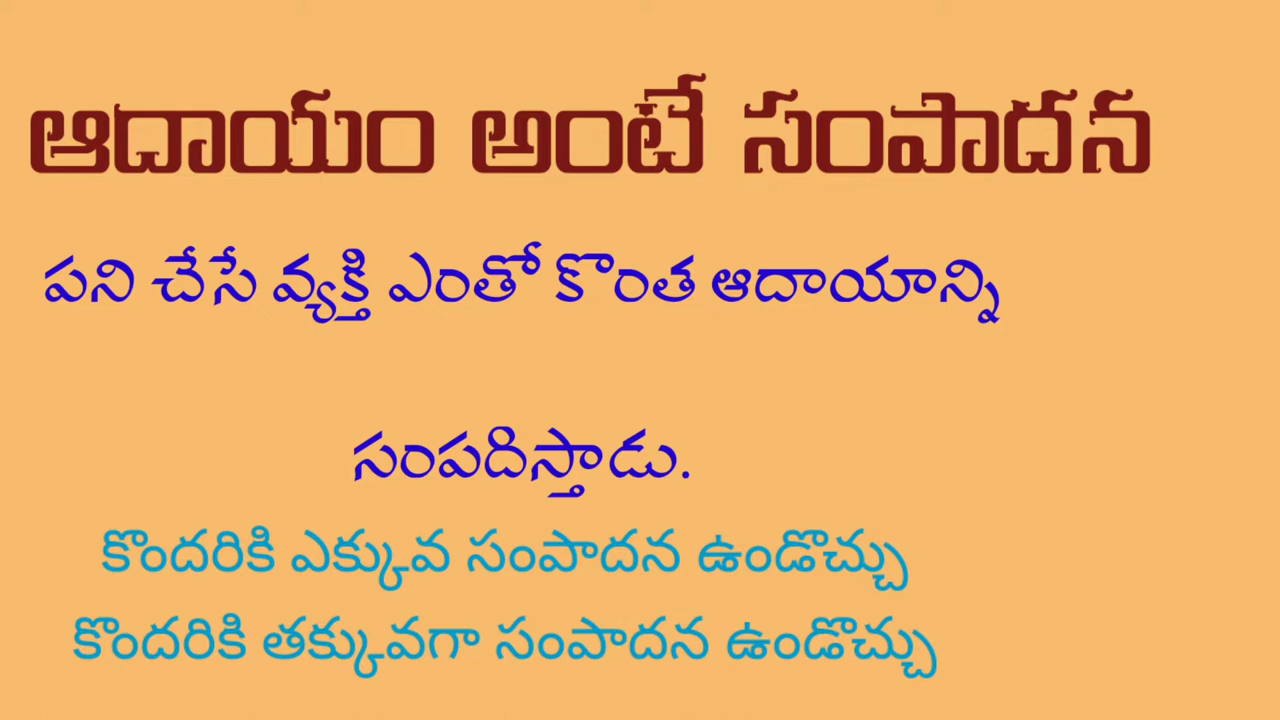 ఆదాయం అంటే సంపాదన
పని చేసే వ్యక్తి ఎంతో కొంత ఆదాయాన్ని
సంపదిస్తాడు.
కొందరికి ఎక్కువ సంపాదన ఉండొచ్చు
కొందరికి తక్కువగా సంపాదన ఉండొచ్చు